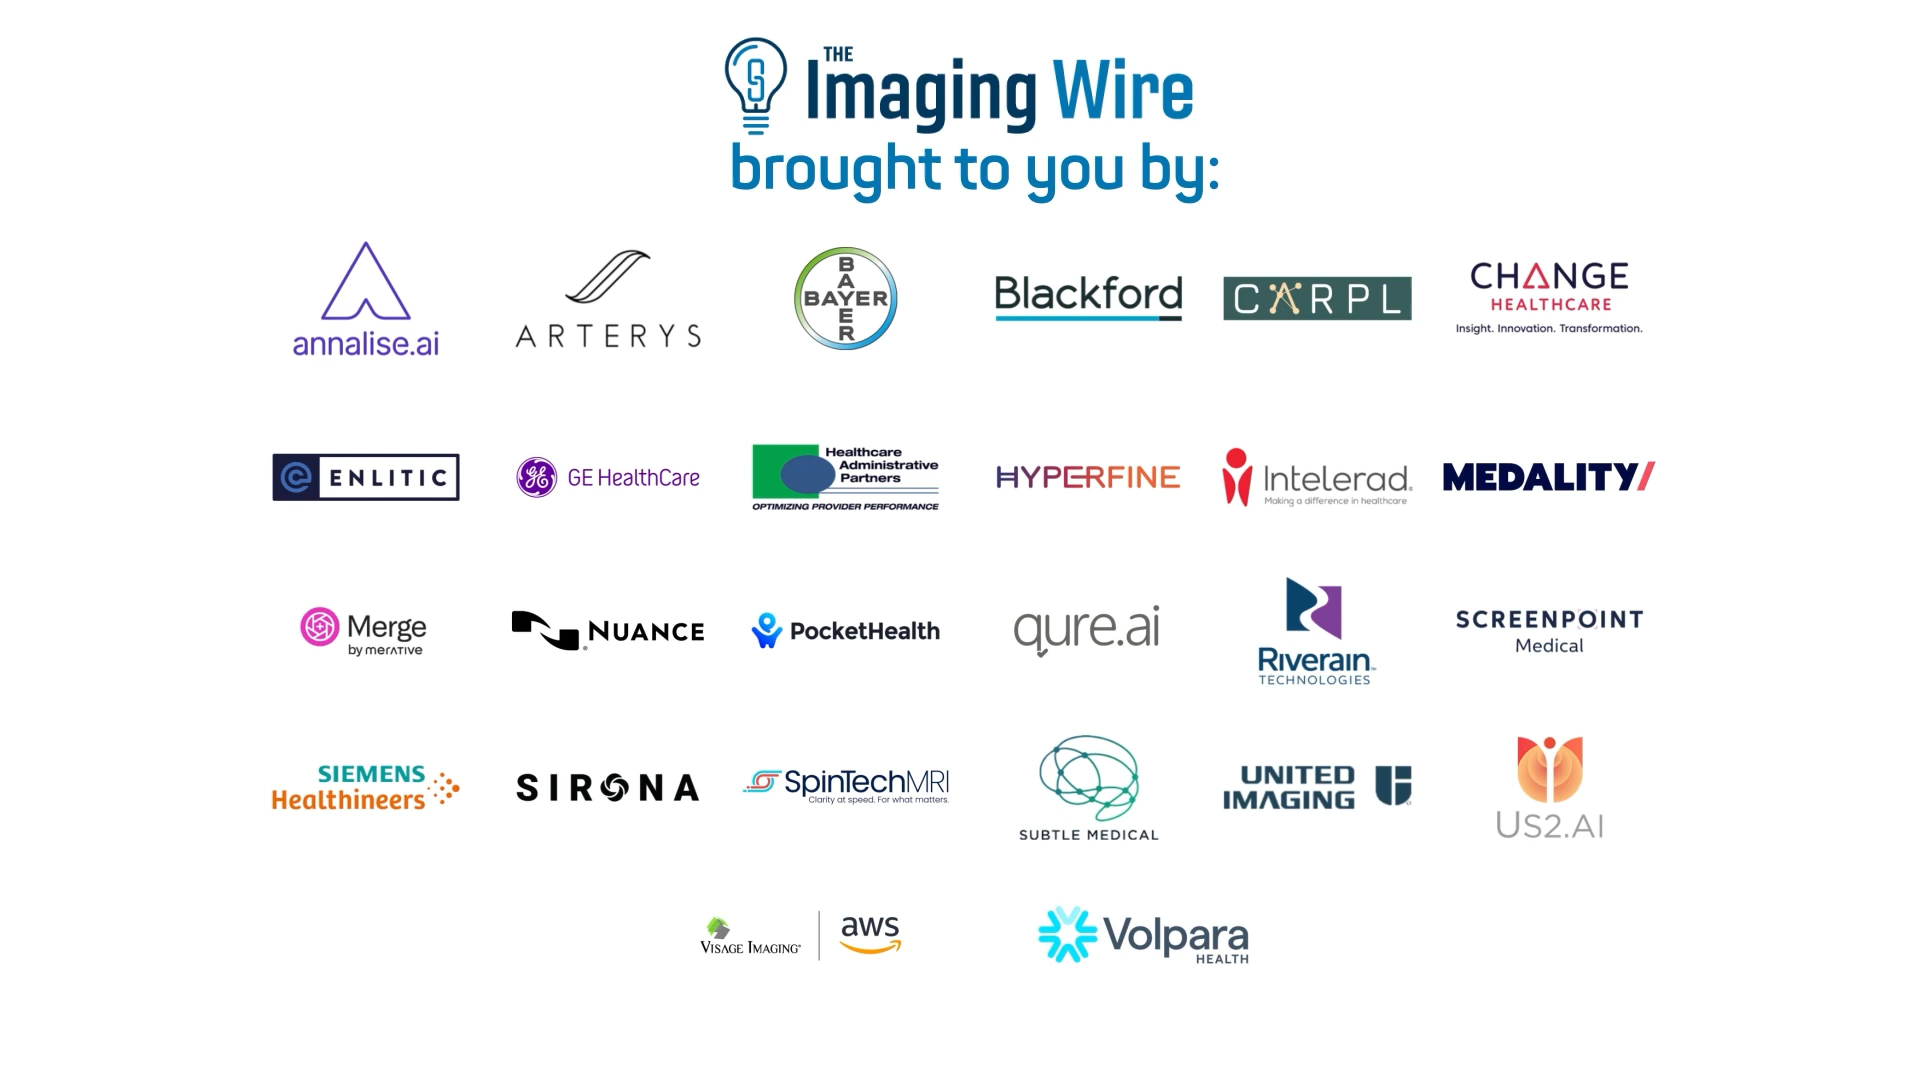 THE
Imaging Wire
brought to you by:
annalise.ai
ARTERYS
BAYER
BAYER
Blackford
CARPL
CHANGE
HEALTHCARE
Insight. Innovation. Transformation.
e ENLITIC
GE GE HealthCare
Healthcare
Administrative
Partners
OPTIMIZING PROVIDER PERFORMANCE
HYPERFINE
Intelerad®
Making a difference in healthcare
MEDALITY/
Merge
by merative
NUANCE®
PocketHealth
qure.ai
Riverain™
TECHNOLOGIES
SCREENPOINT
Medical
SIEMENS
Healthineers
SIRONA
SpinTechMRI
Clarity at speed. For what matters.
SUBTLE MEDICAL
UNITED
IMAGING
US2.AI
VISAGE IMAGING®
aws
Volpara
HEALTH